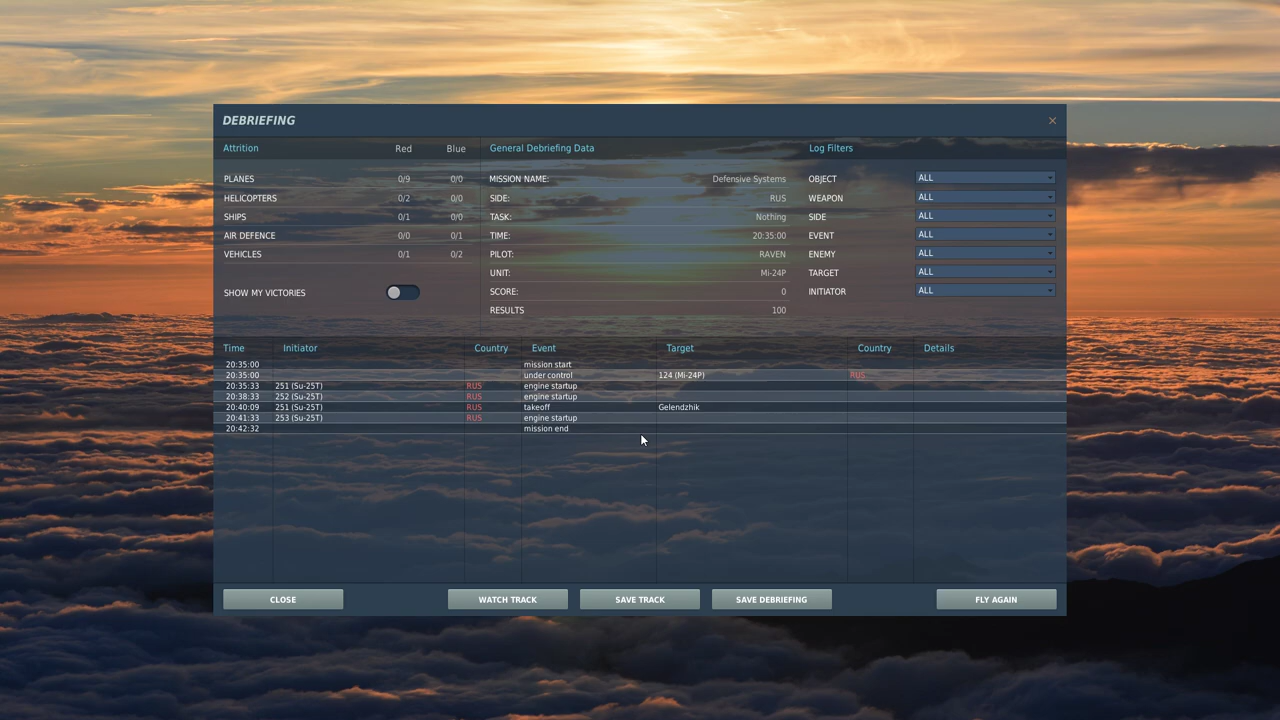 DEBRIEFING
Attrition Red Blue
PLANES 0/9 0/0
HELICOPTERS 0/2 0/0
SHIPS 0/1 0/0
AIR DEFENCE 0/0 0/1
VEHICLES 0/1 0/2
SHOW MY VICTORIES
General Debriefing Data
MISSION NAME: Defensive Systems
SIDE: RUS
TASK: Nothing
TIME: 20:35:00
PILOT: RAVEN
UNIT: Mi-24P
SCORE: 0
RESULTS 100
Log Filters
OBJECT ALL
WEAPON ALL
SIDE ALL
EVENT ALL
ENEMY ALL
TARGET ALL
INITIATOR ALL
Time Initiator Country Event Target Country Details
20:35:00 mission start
20:35:00 under control 124 (Mi-24P) RUS
20:35:33 251 (Su-25T) RUS engine startup
20:38:33 252 (Su-25T) RUS engine startup
20:40:09 251 (Su-25T) RUS takeoff Gelendzhik
20:41:33 253 (Su-25T) RUS engine startup
20:42:32 mission end
CLOSE WATCH TRACK SAVE TRACK SAVE DEBRIEFING FLY AGAIN